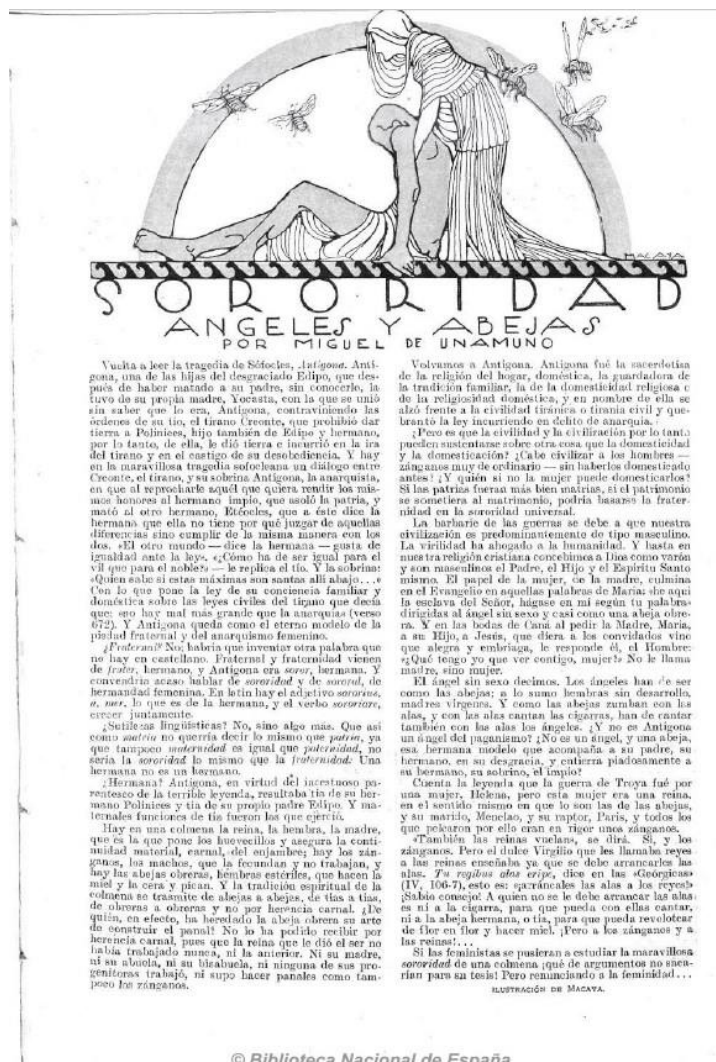 MACAYA
SORORIDAD
ANGELES Y ABEJAS
POR MIGUEL DE UNAMUNO
Vuelta a leer la tragedia de Sófocles, Antígona. Antí-
gona, una de las hijas del desgraciado Edipo, que des-
pués de haber matado a su padre, sin conocerlo, la
tuvo de su propia madre, Yocasta, con la que se unió
sin saber que lo era, Antígona, contraviniendo las
órdenes de su tío, el tirano Creonte, que prohibió dar
tierra a Polinices, hijo también de Edipo y hermano,
por lo tanto, de ella, le dió tierra e incurrió en la ira
del tirano y en el castigo de su desobediencia. Y hay
en la maravillosa tragedia sofocleana un diálogo entre
Creonte, el tirano, y su sobrina Antígona, la anarquista,
en que al reprocharle aquél que quiera rendir los mis-
mos honores al hermano impío, que asoló la patria, y
mató al otro hermano, Etéocles, que a éste dice la
hermana que ella no tiene por qué juzgar de aquellas
diferencias sino cumplir de la misma manera con los
dos. «El otro mundo — dice la hermana — gusta de
igualdad ante la ley». «¿Cómo ha de ser igual para el
vil que para el noble?» — le replica el tío. Y la sobrina:
«Quien sabe si estas máximas son santas allí abajo...»
Con lo que pone la ley de su conciencia familiar y
doméstica sobre las leyes civiles del tirano que decía
que: «no hay mal más grande que la anarquía» (verso
672). Y Antígona queda como el eterno modelo de la
piedad fraternal y del anarquismo femenino.
¿Fraternal? No; habría que inventar otra palabra que
no hay en castellano. Fraternal y fraternidad vienen
de frater, hermano, y Antígona era soror, hermana. Y
convendría acaso hablar de sororidad y de sororal, de
hermandad femenina. En latín hay el adjetivo sororius,
a, um, lo que es de la hermana, y el verbo sororiare,
crecer juntamente.
¿Sutilezas lingüísticas? No, sino algo más. Que así
como matria no querría decir lo mismo que patria, ya
que tampoco maternidad es igual que paternidad, no
sería la sororidad lo mismo que la fraternidad: Una
hermana no es un hermano.
¿Hermana? Antígona, en virtud del incestuoso pa-
rentesco de la terrible leyenda, resultaba tía de su her-
mano Polinices y tía de su propio padre Edipo. Y ma-
ternales funciones de tía fueron las que ejerció.
Hay en una colmena la reina, la hembra, la madre,
que es la que pone los huevecillos y asegura la conti-
nuidad material, carnal, del enjambre; hay los zán-
ganos, los machos, que la fecundan y no trabajan, y
hay las abejas obreras, hembras estériles, que hacen la
miel y la cera y pican. Y la tradición espiritual de la
colmena se trasmite de abejas a abejas, de tías a tías,
de obreras a obreras y no por herencia carnal. ¿De
quién, en efecto, ha heredado la abeja obrera su arte
de construir el panal? No lo ha podido recibir por
herencia carnal, pues que la reina que le dió el ser no
había trabajado nunca, ni la anterior. Ni su madre,
ni su abuela, ni su bisabuela, ni ninguna de sus pro-
genitoras trabajó, ni supo hacer panales como tam-
poco los zánganos.
Volvamos a Antígona. Antígona fué la sacerdotisa
de la religión del hogar, doméstica, la guardadora de
la tradición familiar, la de la domesticidad religiosa o
de la religiosidad doméstica, y en nombre de ella se
alzó frente a la civilidad tiránica o tiranía civil y que-
brantó la ley incurriendo en delito de anarquía.
¿Pero es que la civilidad y la civilización por lo tanto
pueden sustentarse sobre otra cosa que la domesticidad
y la domesticación? ¿Cabe civilizar a los hombres —
zánganos muy de ordinario — sin haberlos domesticado
antes? ¿Y quién si no la mujer puede domesticarlos?
Si las patrias fueran más bien matrias, si el patrimonio
se sometiera al matrimonio, podría basarse la frater-
nidad en la sororidad universal.
La barbarie de las guerras se debe a que nuestra
civilización es predominantemente de tipo masculino.
La virilidad ha ahogado a la humanidad. Y hasta en
nuestra religión cristiana concebimos a Dios como varón
y son masculinos el Padre, el Hijo y el Espíritu Santo
mismo. El papel de la mujer, de la madre, culmina
en el Evangelio en aquellas palabras de María: «he aquí
la esclava del Señor, hágase en mí según tu palabra»
dirigidas al ángel sin sexo y casi como una abeja obre-
ra. Y en las bodas de Caná al pedir la Madre, María,
a su Hijo, a Jesús, que diera a los convidados vino
que alegra y embriaga, le responde él, el Hombre:
«¿Qué tengo yo que ver contigo, mujer?» No le llama
madre, sino mujer.
El ángel sin sexo decimos. Los ángeles han de ser
como las abejas; a lo sumo hembras sin desarrollo,
madres vírgenes. Y como las abejas zumban con las
alas, y con las alas cantan las cigarras, han de cantar
también con las alas los ángeles. ¿Y no es Antígona
un ángel del paganismo? ¿No es un ángel, y una abeja,
esa hermana modelo que acompaña a su padre, su
hermano, en su desgracia, y entierra piadosamente a
su hermano, su sobrino, el impío?
Cuenta la leyenda que la guerra de Troya fué por
una mujer, Helena, pero esta mujer era una reina,
en el sentido mismo en que lo son las de las abejas,
y su marido, Menelao, y su raptor, Paris, y todos los
que pelearon por ello eran en rigor unos zánganos.
«También las reinas vuelan», se dirá. Sí, y los
zánganos. Pero el dulce Virgilio que les llamaba reyes
a las reinas enseñaba ya que se debe arrancarles las
alas. Tu regibus alas eripe, dice en las «Geórgicas»
(IV, 106-7), esto es: «¡arráncales las alas a los reyes!»
¡Sabio consejo! A quien no se le debe arrancar las alas
es ni a la cigarra, para que pueda con ellas cantar,
ni a la abeja hermana, o tía, para que pueda revolotear
de flor en flor y hacer miel. ¡Pero a los zánganos y a
las reinas!...
Si las feministas se pusieran a estudiar la maravillosa
sororidad de una colmena ¡qué de argumentos no saca-
rían para su tesis! Pero renunciando a la feminidad...
ILUSTRACIÓN DE MACAYA.
© Biblioteca Nacional de España